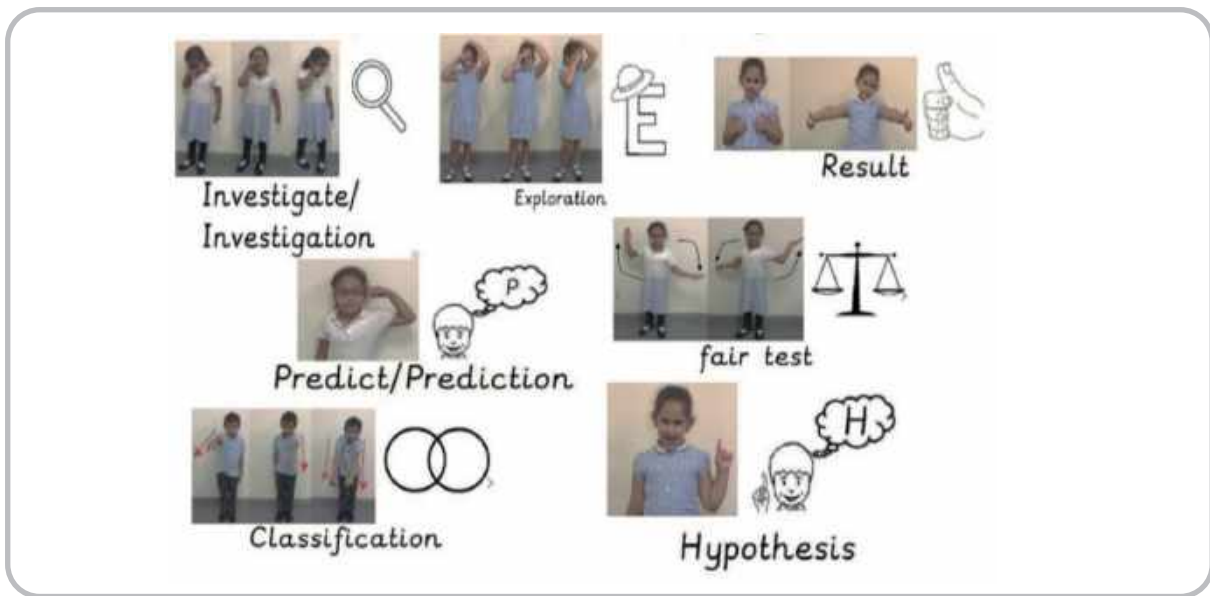 Investigate/
Investigation
E
Exploration
Result
P
Predict/Prediction
fair test
Classification
H
Hypothesis